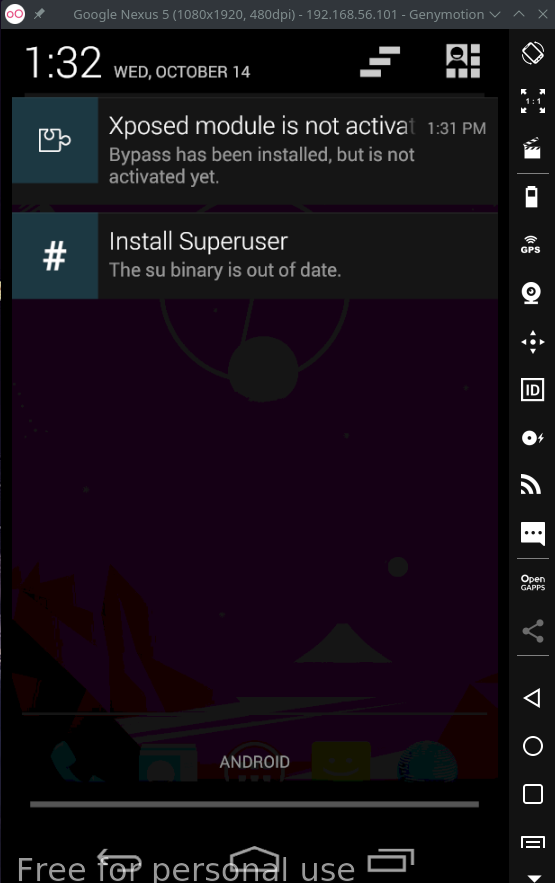 Google Nexus 5 (1080x1920, 480dpi) - 192.168.56.101 - Genymotion
1:32 WED, OCTOBER 14
Xposed module is not activat 1:31 PM
Bypass has been installed, but is not
activated yet.
#
Install Superuser
The su binary is out of date.
1:1
GPS
ID
Open
GAPPS
ANDROID
Free for personal use